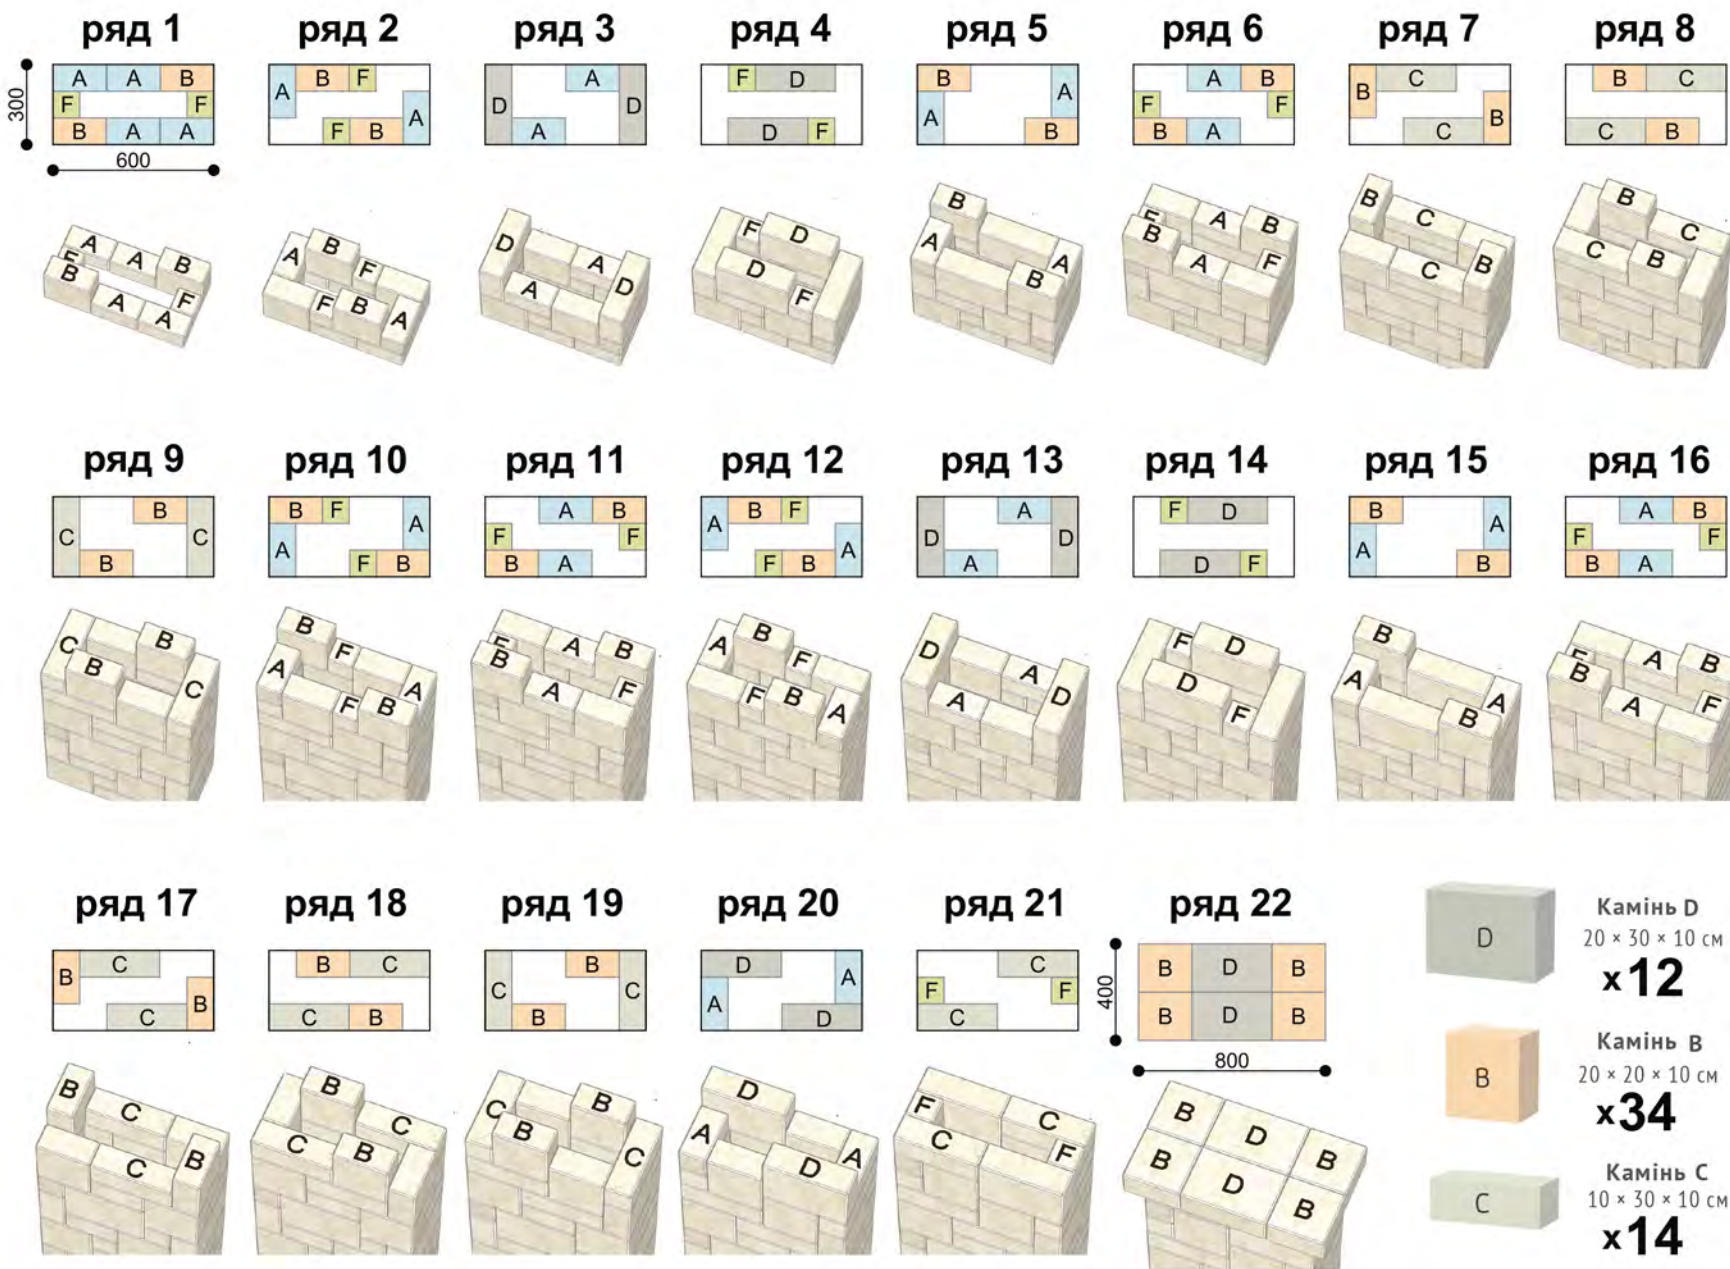 ряд 1
300
A A B
F F
B A A
600
A A B
F F
B A A
ряд 2
A B F
F B A
A B F
F B A
ряд 3
D A D
A
D A D
A
ряд 4
F D
D F
F D
D F
ряд 5
B A
A B
B A
A B
ряд 6
A B
F F
B A
A B
F F
B A
ряд 7
B C
C B
B C
C B
ряд 8
B C
C B
B C
C B
ряд 9
C B C
B
C B
B C
ряд 10
B F A
A F B
B F A
A F B
ряд 11
A B
F F
B A
A B
F F
B A
ряд 12
A B F
F B A
A B F
F B A
ряд 13
D A D
A
D A D
A
ряд 14
F D
D F
F D
D F
ряд 15
B A
A B
B A
A B
ряд 16
A B
F F
B A
A B
F F
B A
ряд 17
B C
C B
B C
C B
ряд 18
B C
C B
B C
C B
ряд 19
C B C
B
C B
B C
ряд 20
D A
A D
D A
A D
ряд 21
C
F F
C
F C
C F
ряд 22
400
B D B
B D B
800
B D B
B D B
D
Камінь D
20 × 30 × 10 см
x12
B
Камінь B
20 × 20 × 10 см
x34
C
Камінь C
10 × 30 × 10 см
x14